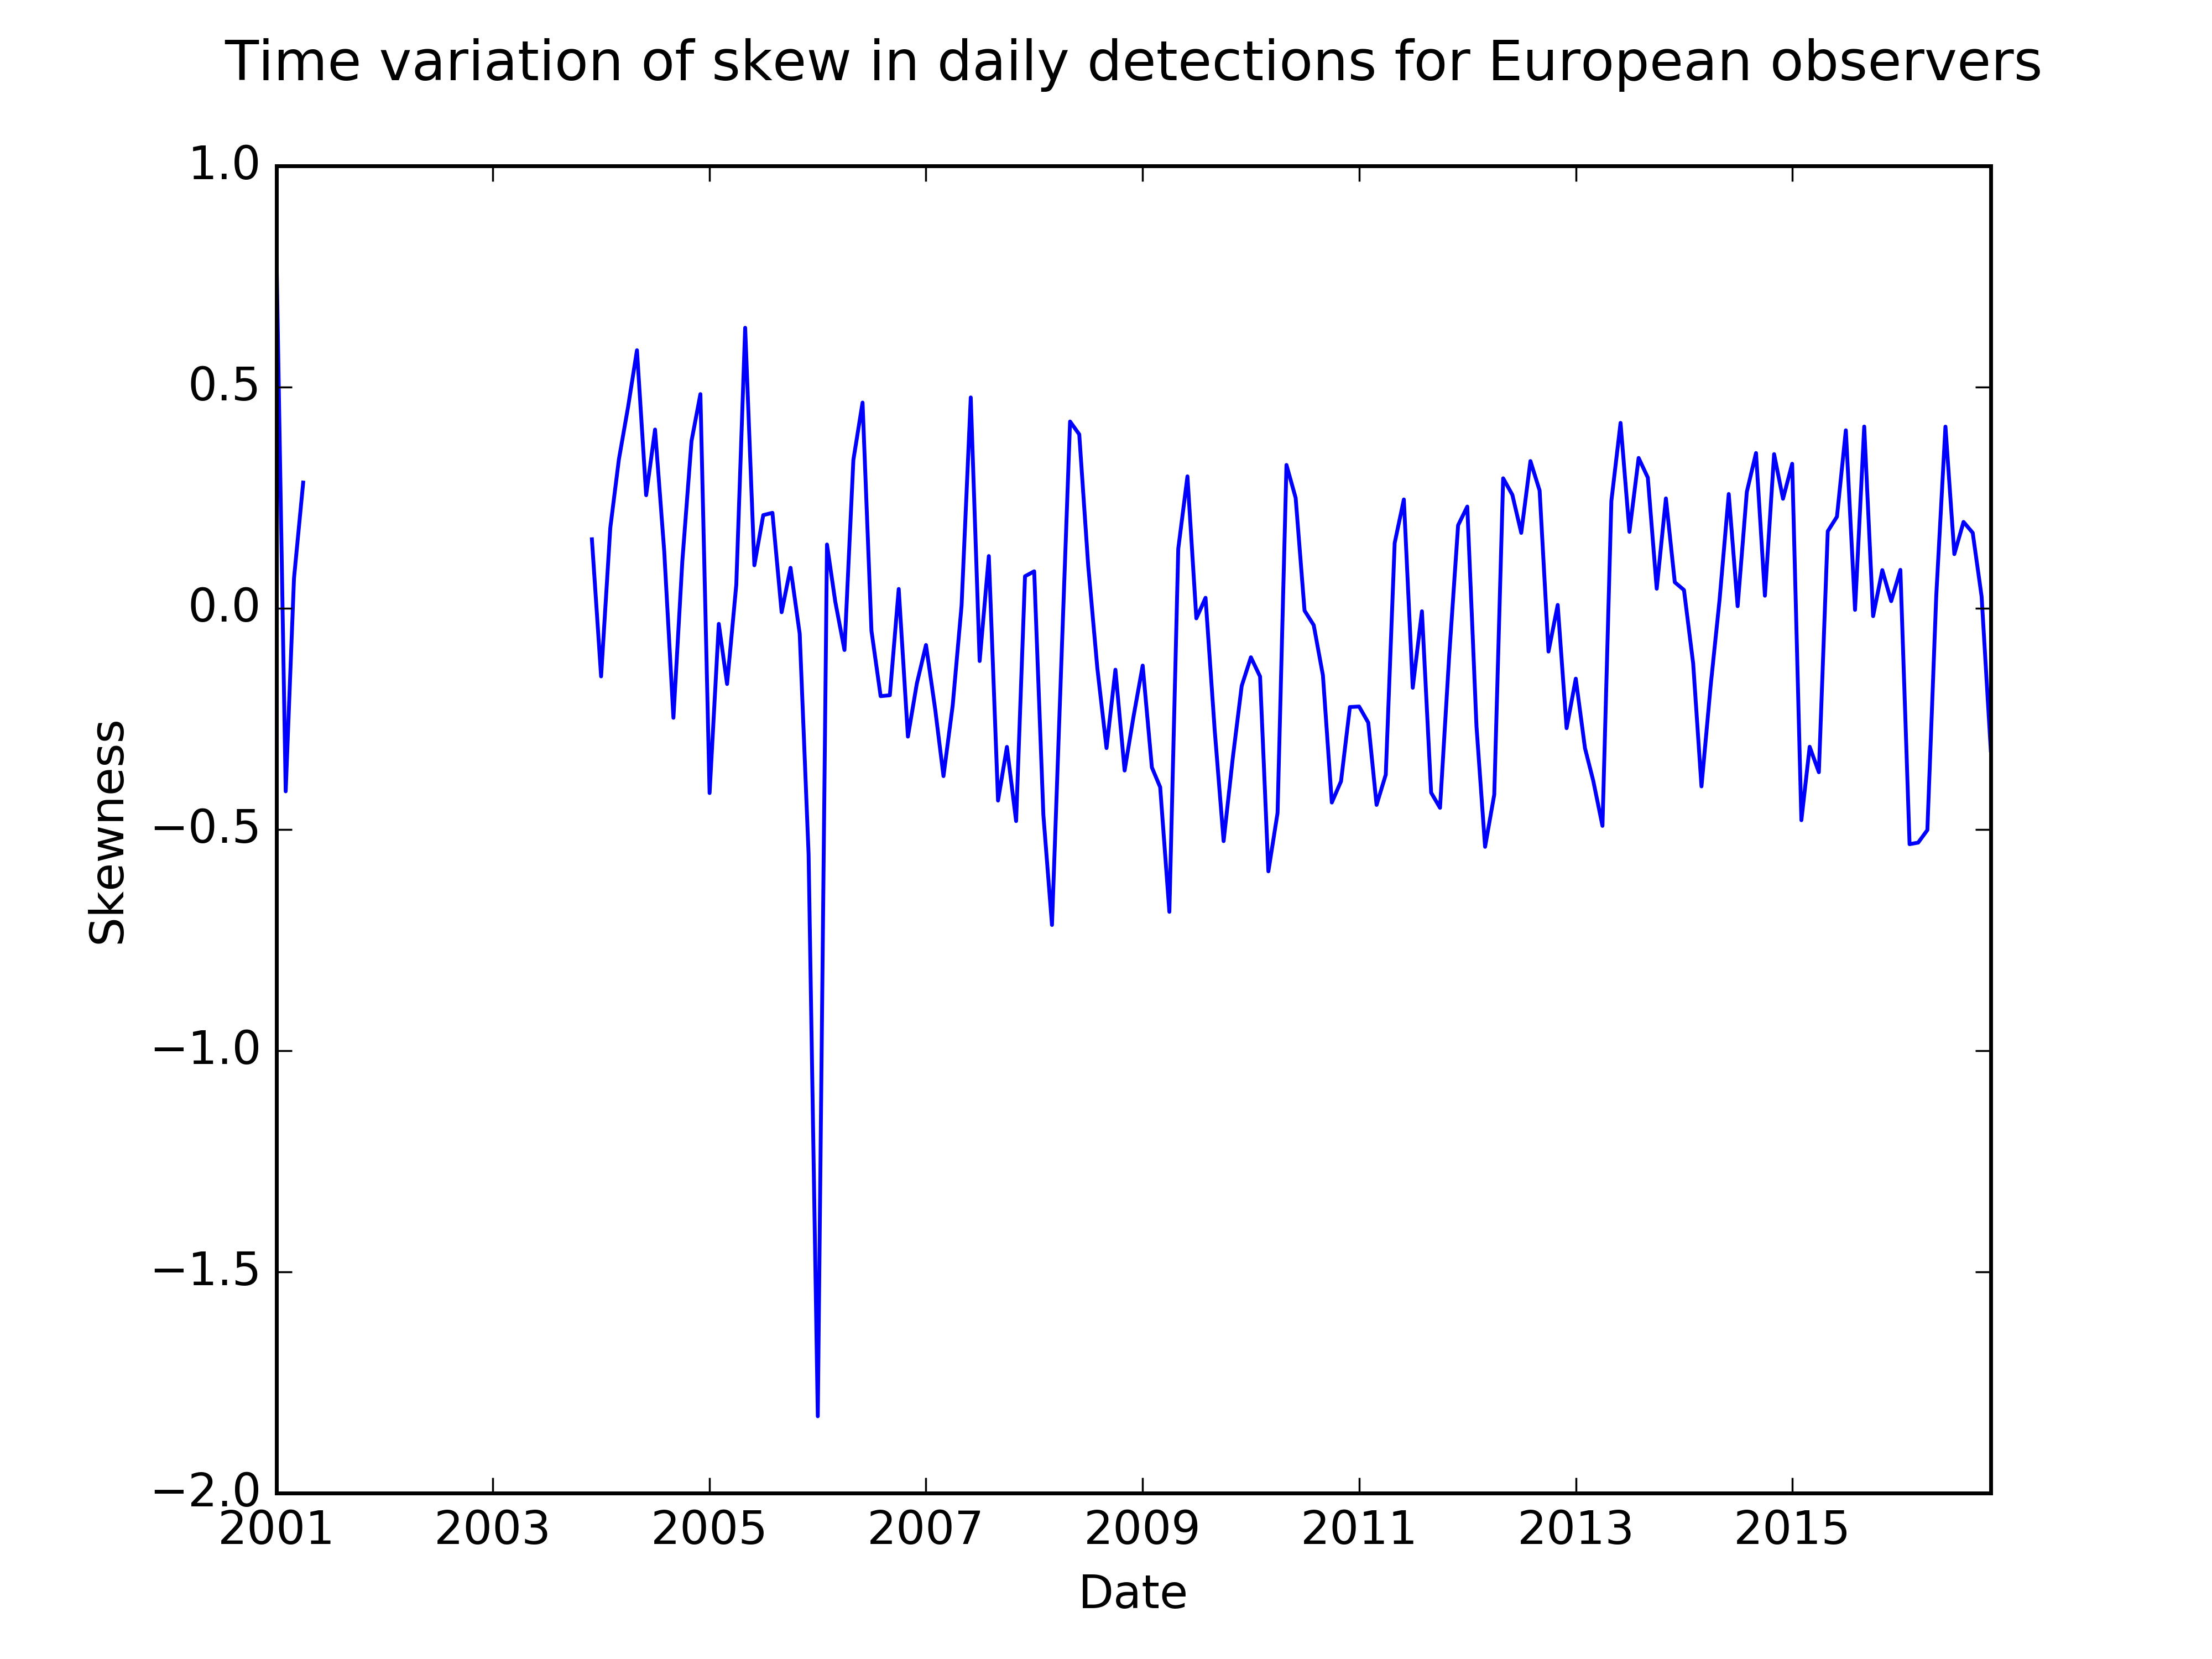 Time variation of skew in daily detections for European observers
1.0
0.5
0.0
−0.5
−1.0
−1.5
−2.0
Skewness
2001 2003 2005 2007 2009 2011 2013 2015
Date